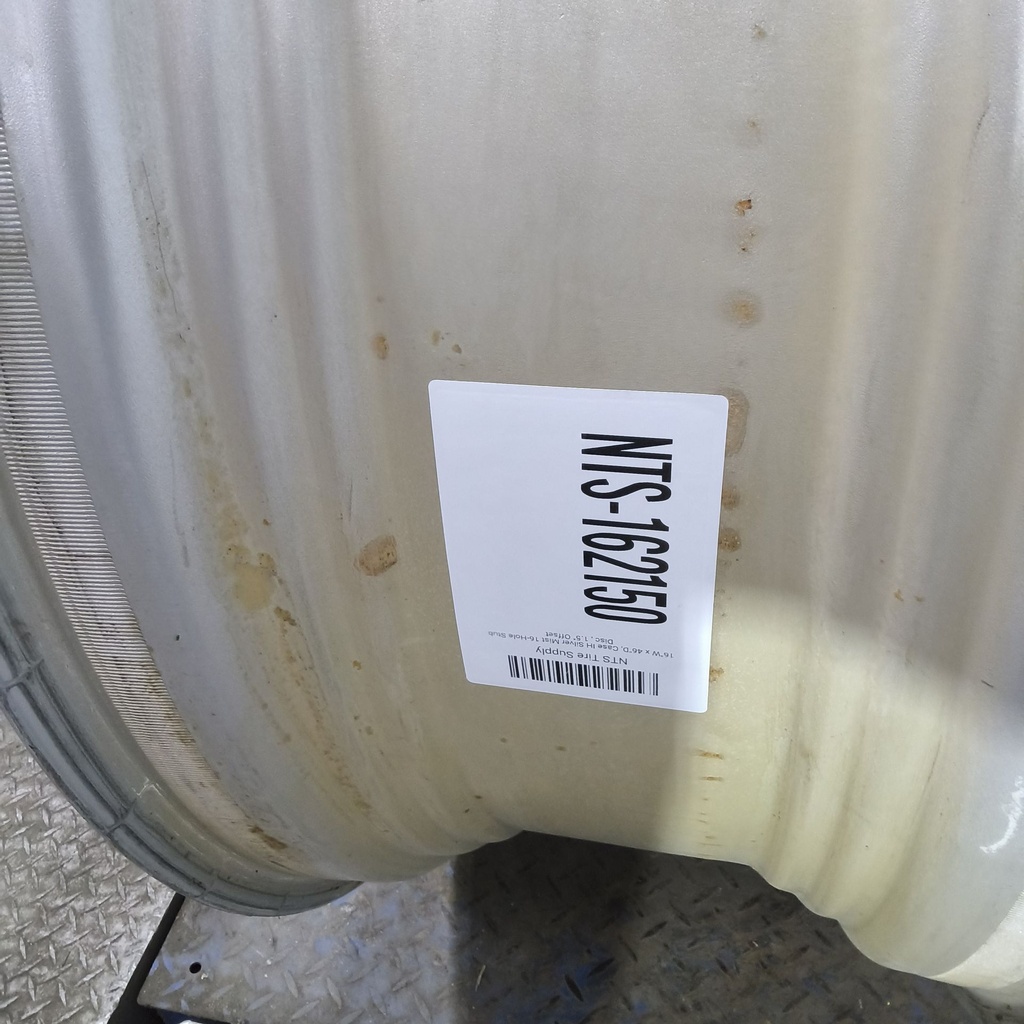 NTS-162150
NTS Tire Supply
16"W x 46"D, Case IH Silver Mist 16-Hole Stub
Disc , 1.5" Offset